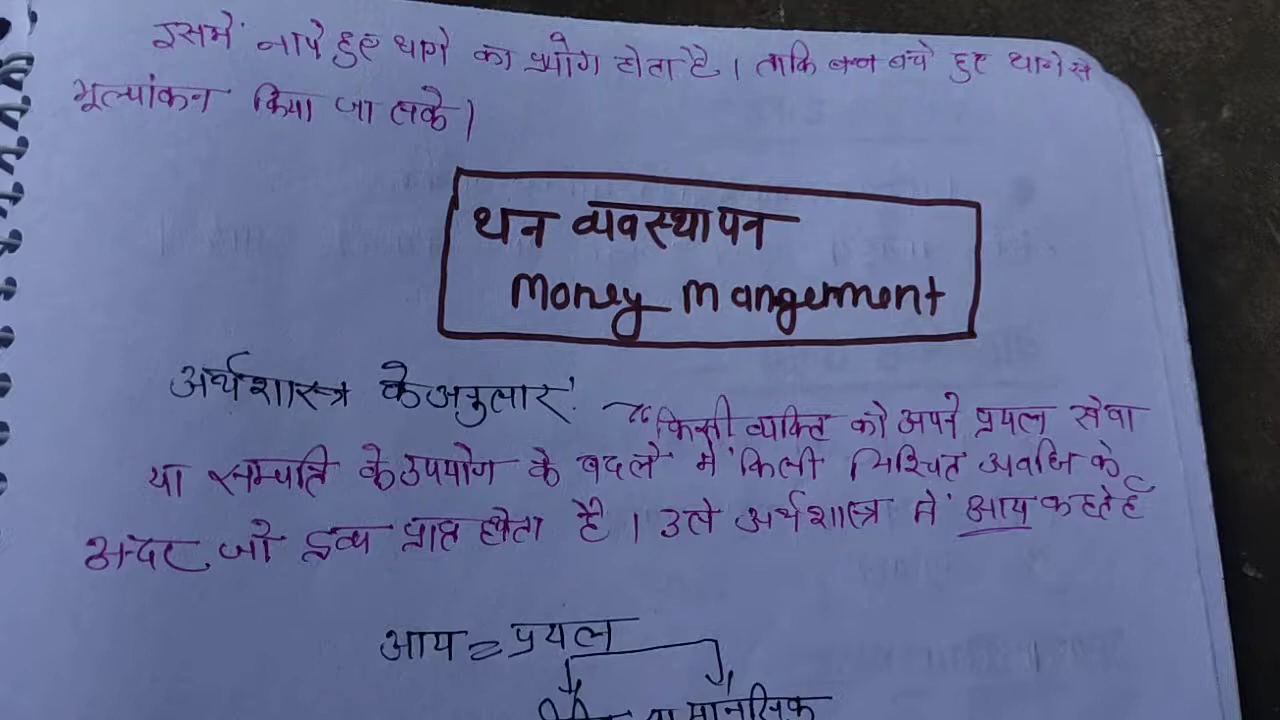 इसमें नापे हुए धागे का प्रयोग होता है। ताकि बचे हुए धागे से
मूल्यांकन किया जा सके।
धन व्यवस्थापन
Money Mangement
अर्थशास्त्र के अनुसार:
"किसी व्यक्ति को अपने प्रयत्न सेवा
या सम्पत्ति के उपयोग के बदले में किसी निश्चित अवधि के
अन्दर जो द्रव्य प्राप्त होता है। उसे अर्थशास्त्र में आय कहते हैं
आय = प्रयत्न
या मानसिक